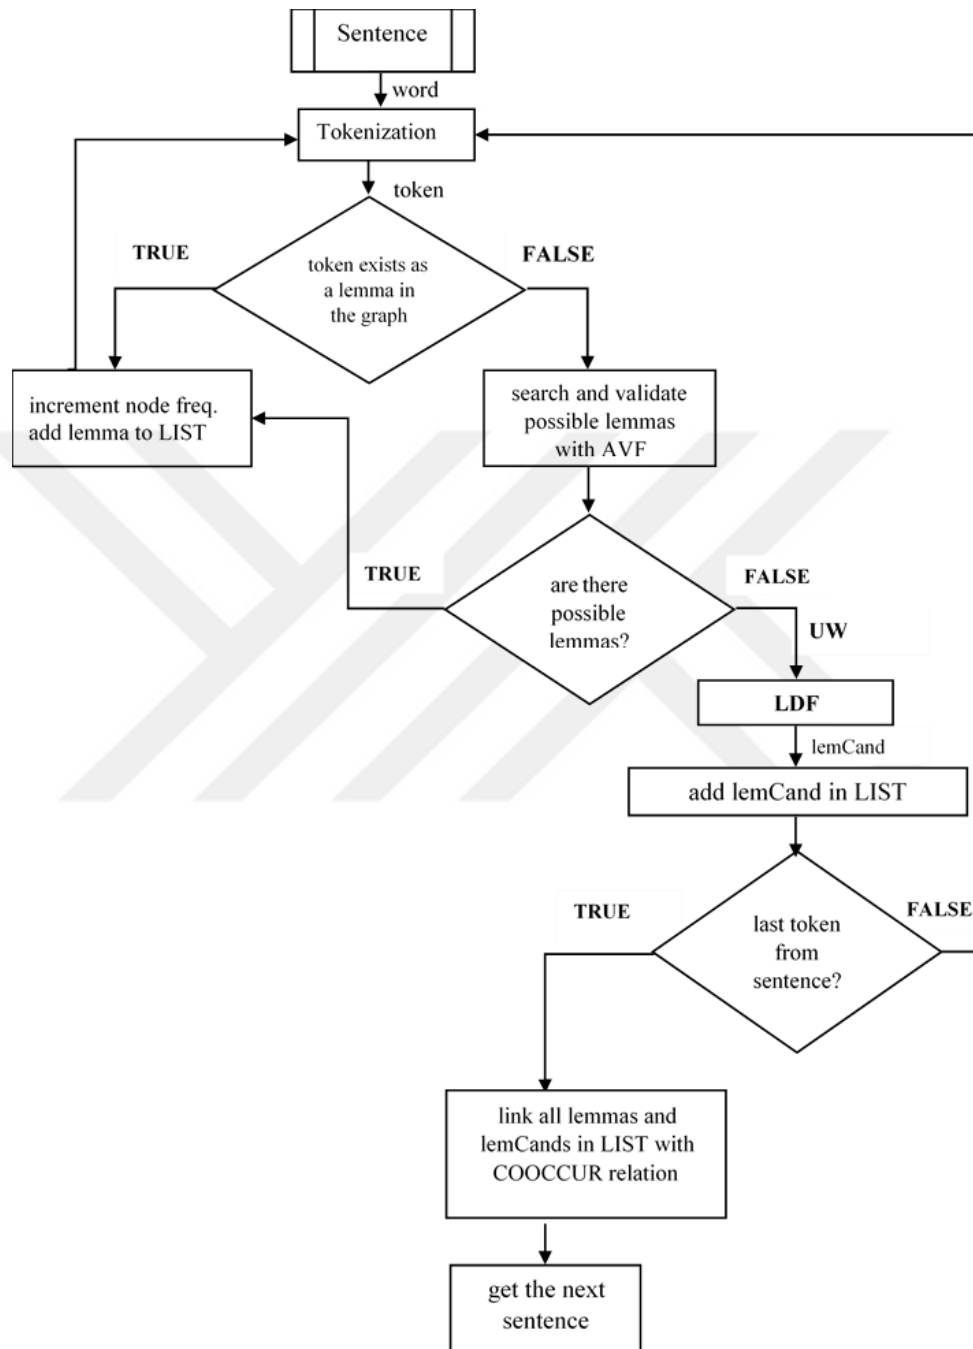 Sentence
word
Tokenization
token
TRUE
FALSE
token exists as
a lemma in
the graph
increment node freq.
add lemma to LIST
search and validate
possible lemmas
with AVF
TRUE
FALSE
are there
possible
lemmas?
UW
LDF
lemCand
add lemCand in LIST
TRUE
FALSE
last token
from
sentence?
link all lemmas and
lemCands in LIST with
COOCCUR relation
get the next
sentence